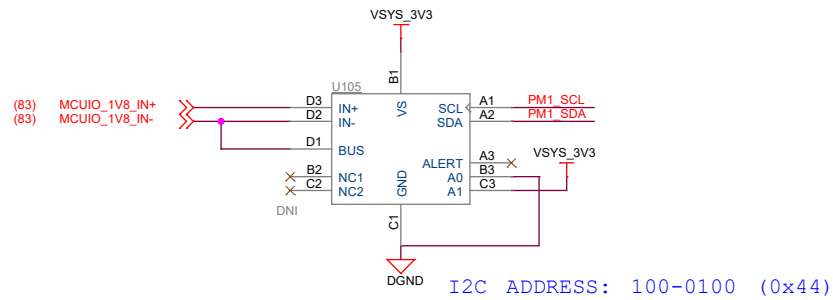 VSYS_3V3
B1
U105
(83) MCUIO_1V8_IN+ D3 IN+ VS SCL A1 PM1_SCL
(83) MCUIO_1V8_IN- D2 IN- SDA A2 PM1_SDA
D1 BUS VSYS_3V3
ALERT A3
B2 NC1 A0 B3
C2 NC2 GND A1 C3
DNI
C1
DGND
I2C ADDRESS: 100-0100 (0x44)